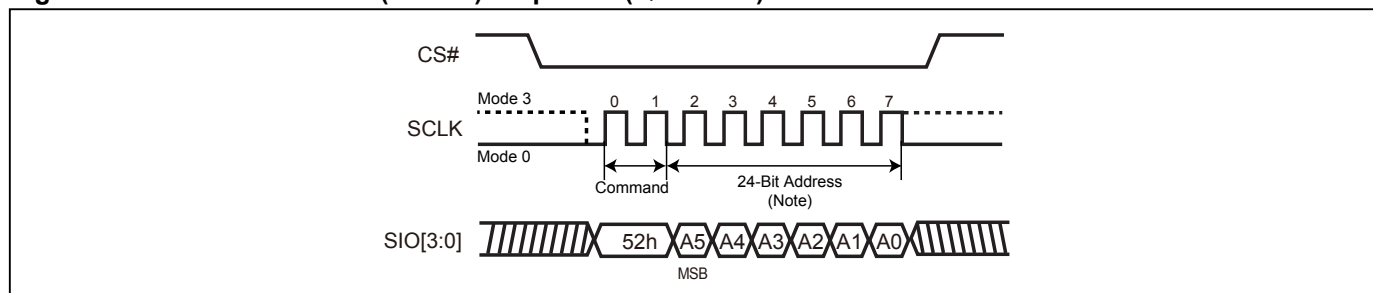 CS#
Mode 3
0 1 2 3 4 5 6 7
SCLK
Mode 0
Command
24-Bit Address
(Note)
SIO[3:0]
52h A5 A4 A3 A2 A1 A0
MSB